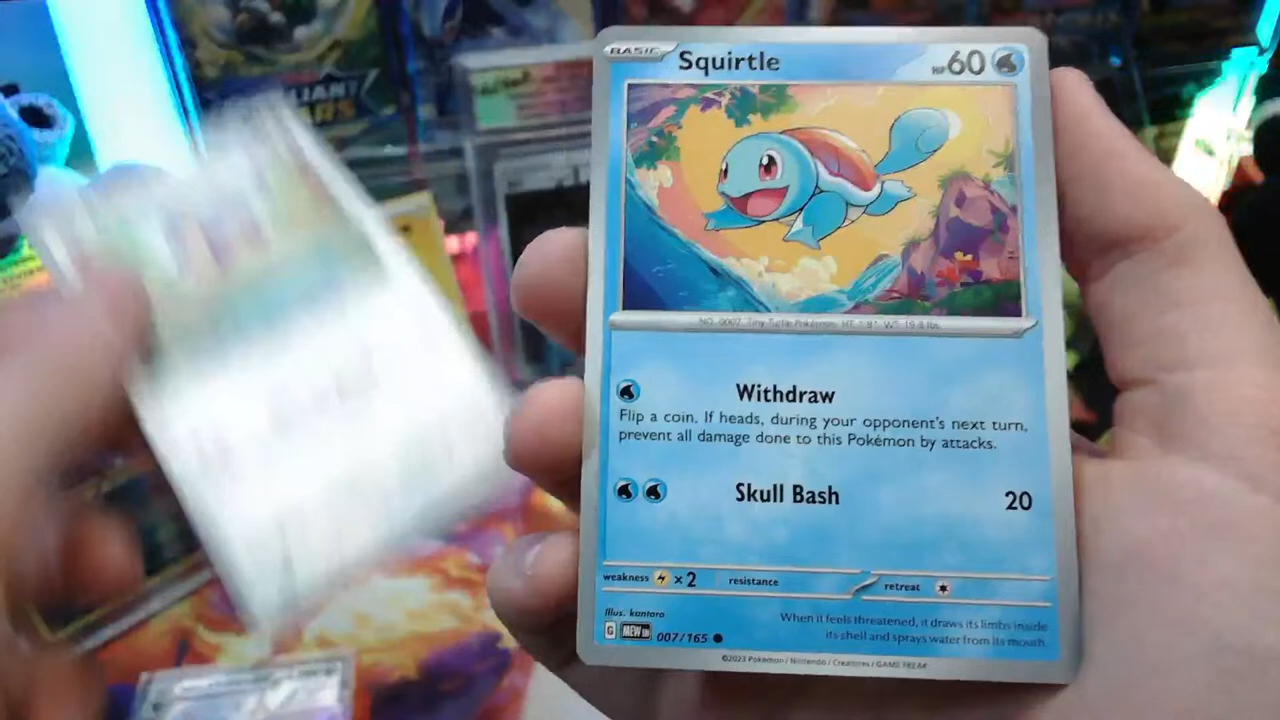 BASIC Squirtle HP60
NO. 0007 Tiny Turtle Pokémon HT: 1'8" WT: 19.8 lbs.
Withdraw
Flip a coin. If heads, during your opponent's next turn,
prevent all damage done to this Pokémon by attacks.
Skull Bash 20
weakness ×2 resistance retreat
Illus. kantaro
When it feels threatened, it draws its limbs inside
its shell and sprays water from its mouth.
G MEW EN 007/165
©2023 Pokémon / Nintendo / Creatures / GAME FREAK